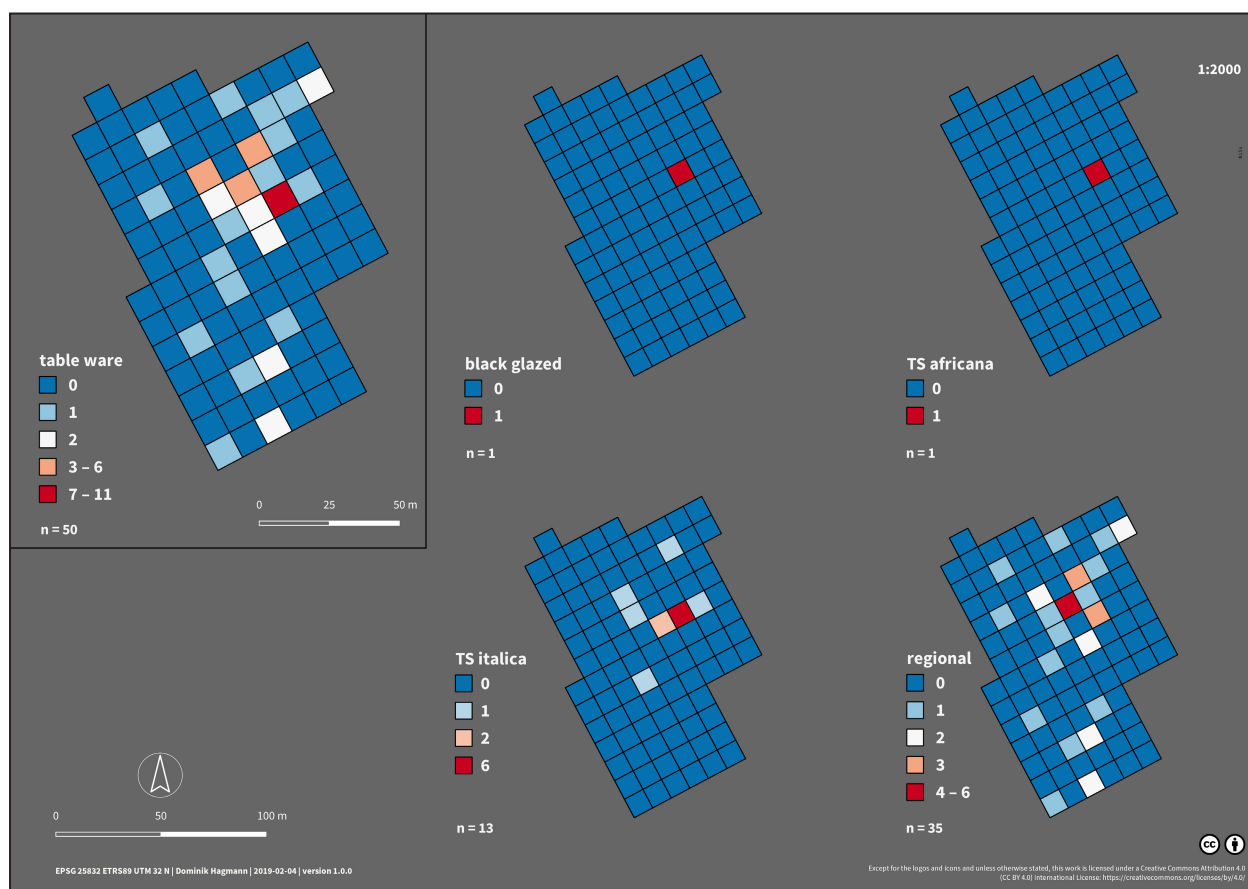 1:2000
table ware
0
1
2
3 – 6
7 – 11
n = 50
0 25 50 m
black glazed
0
1
n = 1
TS africana
0
1
n = 1
TS italica
0
1
2
6
n = 13
regional
0
1
2
3
4 – 6
n = 35
0 50 100 m
EPSG 25832 ETRS89 UTM 32 N | Dominik Hagmann | 2019-02-04 | version 1.0.0
cc
Except for the logos and icons and unless otherwise stated, this work is licensed under a Creative Commons Attribution 4.0
(CC BY 4.0) International License: https://creativecommons.org/licenses/by/4.0/